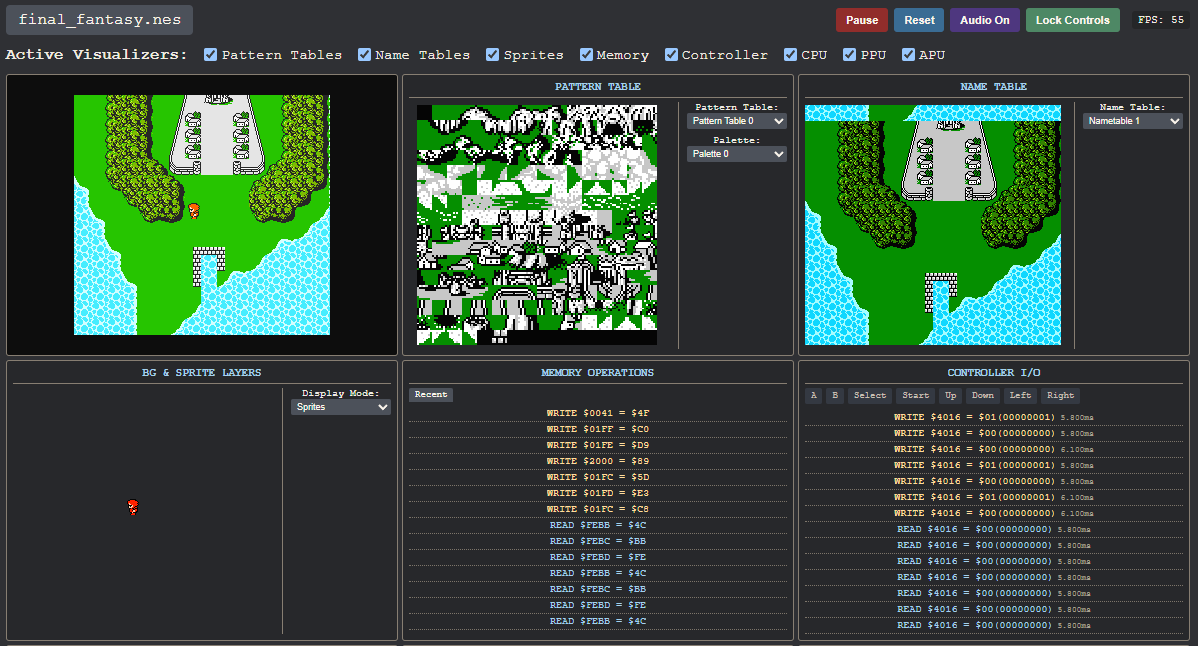 final_fantasy.nes
Pause
Reset
Audio On
Lock Controls
FPS: 55
Active Visualizers:
Pattern Tables
Name Tables
Sprites
Memory
Controller
CPU
PPU
APU
PATTERN TABLE
Pattern Table:
Pattern Table 0
Palette:
Palette 0
NAME TABLE
Name Table:
Nametable 1
BG & SPRITE LAYERS
Display Mode:
Sprites
MEMORY OPERATIONS
Recent
WRITE $0041 = $4F
WRITE $01FF = $C0
WRITE $01FE = $D9
WRITE $2000 = $89
WRITE $01FC = $5D
WRITE $01FD = $E3
WRITE $01FC = $C8
READ $FEBB = $4C
READ $FEBC = $BB
READ $FEBD = $FE
READ $FEBB = $4C
READ $FEBC = $BB
READ $FEBD = $FE
READ $FEBB = $4C
CONTROLLER I/O
A B Select Start Up Down Left Right
WRITE $4016 = $01(00000001) 5.800ms
WRITE $4016 = $00(00000000) 5.800ms
WRITE $4016 = $00(00000000) 6.100ms
WRITE $4016 = $01(00000001) 5.800ms
WRITE $4016 = $00(00000000) 5.800ms
WRITE $4016 = $01(00000001) 6.100ms
WRITE $4016 = $00(00000000) 6.100ms
READ $4016 = $00(00000000) 5.800ms
READ $4016 = $00(00000000) 5.800ms
READ $4016 = $00(00000000) 5.800ms
READ $4016 = $00(00000000) 5.800ms
READ $4016 = $00(00000000) 5.800ms
READ $4016 = $00(00000000) 5.800ms
READ $4016 = $00(00000000) 5.800ms